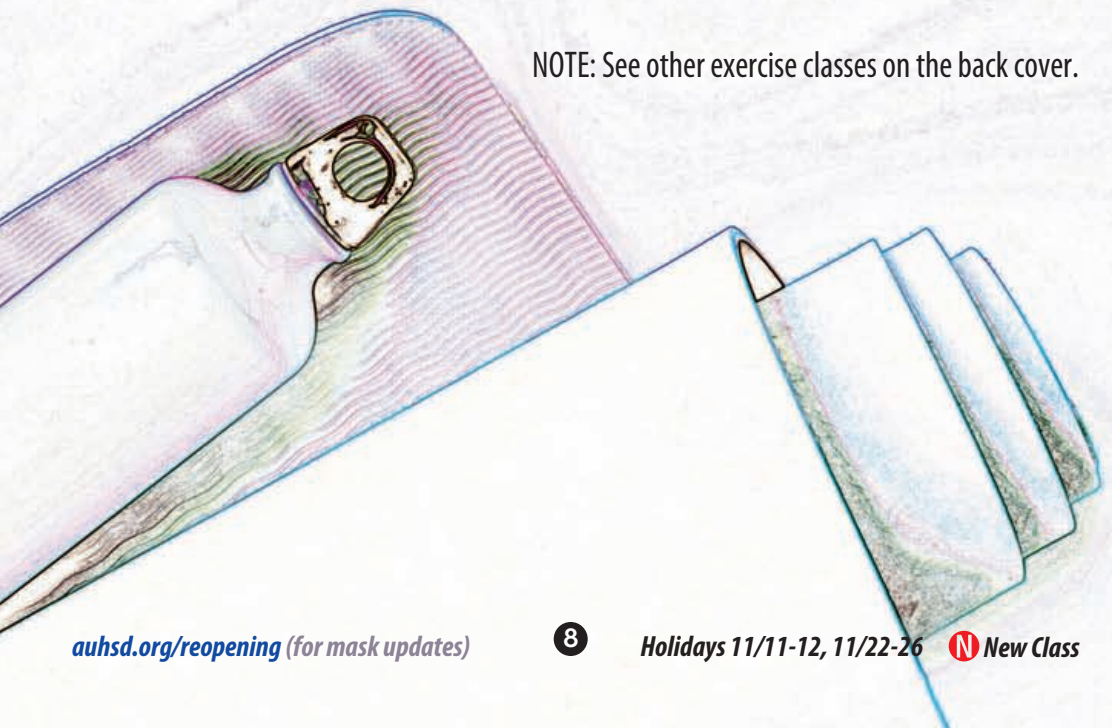 NOTE: See other exercise classes on the back cover.
auhsd.org/reopening (for mask updates) 8 Holidays 11/11-12, 11/22-26 N New Class